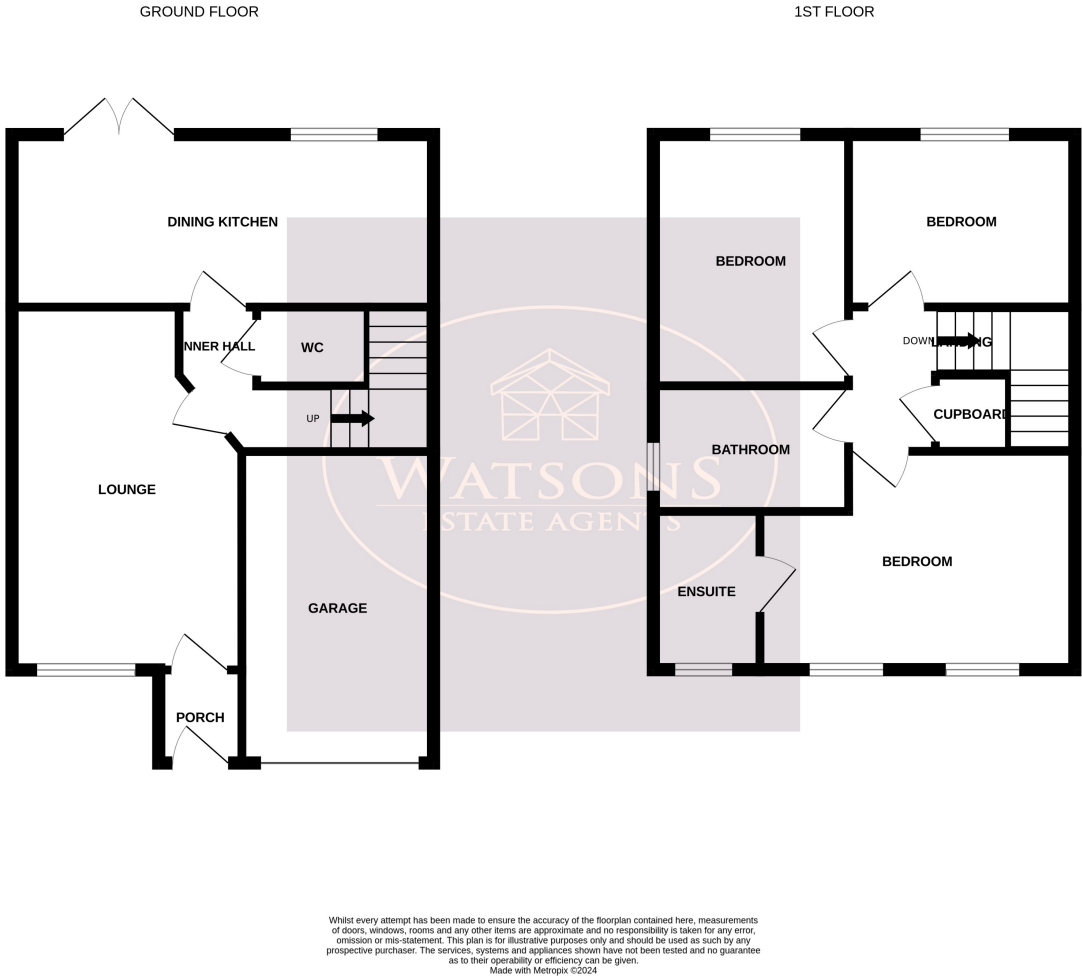 GROUND FLOOR
1ST FLOOR
DINING KITCHEN
BEDROOM
BEDROOM
NNER HALL
WC
DOWN
LANDING
UP
CUPBOARD
BATHROOM
LOUNGE
WATSONS
ESTATE AGENTS
BEDROOM
ENSUITE
GARAGE
PORCH
Whilst every attempt has been made to ensure the accuracy of the floorplan contained here, measurements
of doors, windows, rooms and any other items are approximate and no responsibility is taken for any error,
omission or mis-statement. This plan is for illustrative purposes only and should be used as such by any
prospective purchaser. The services, systems and appliances shown have not been tested and no guarantee
as to their operability or efficiency can be given.
Made with Metropix ©2024